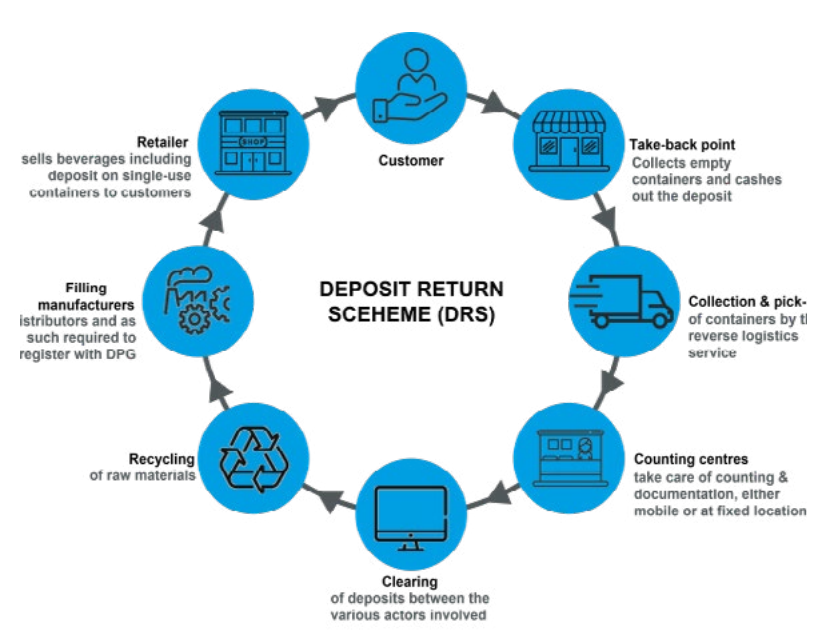 Customer
Take-back point
Collects empty
containers and cashes
out the deposit
Collection & pick-
of containers by
reverse logistics
service
Counting centres
take care of counting &
documentation, either
mobile or at fixed location
Clearing
of deposits between the
various actors involved
Recycling
of raw materials
Filling
manufacturers
and as
such required to
register with DPG
Retailer
sells beverages including
deposit on single-use
containers to customers
SHOP
DEPOSIT RETURN
SCEHEME (DRS)